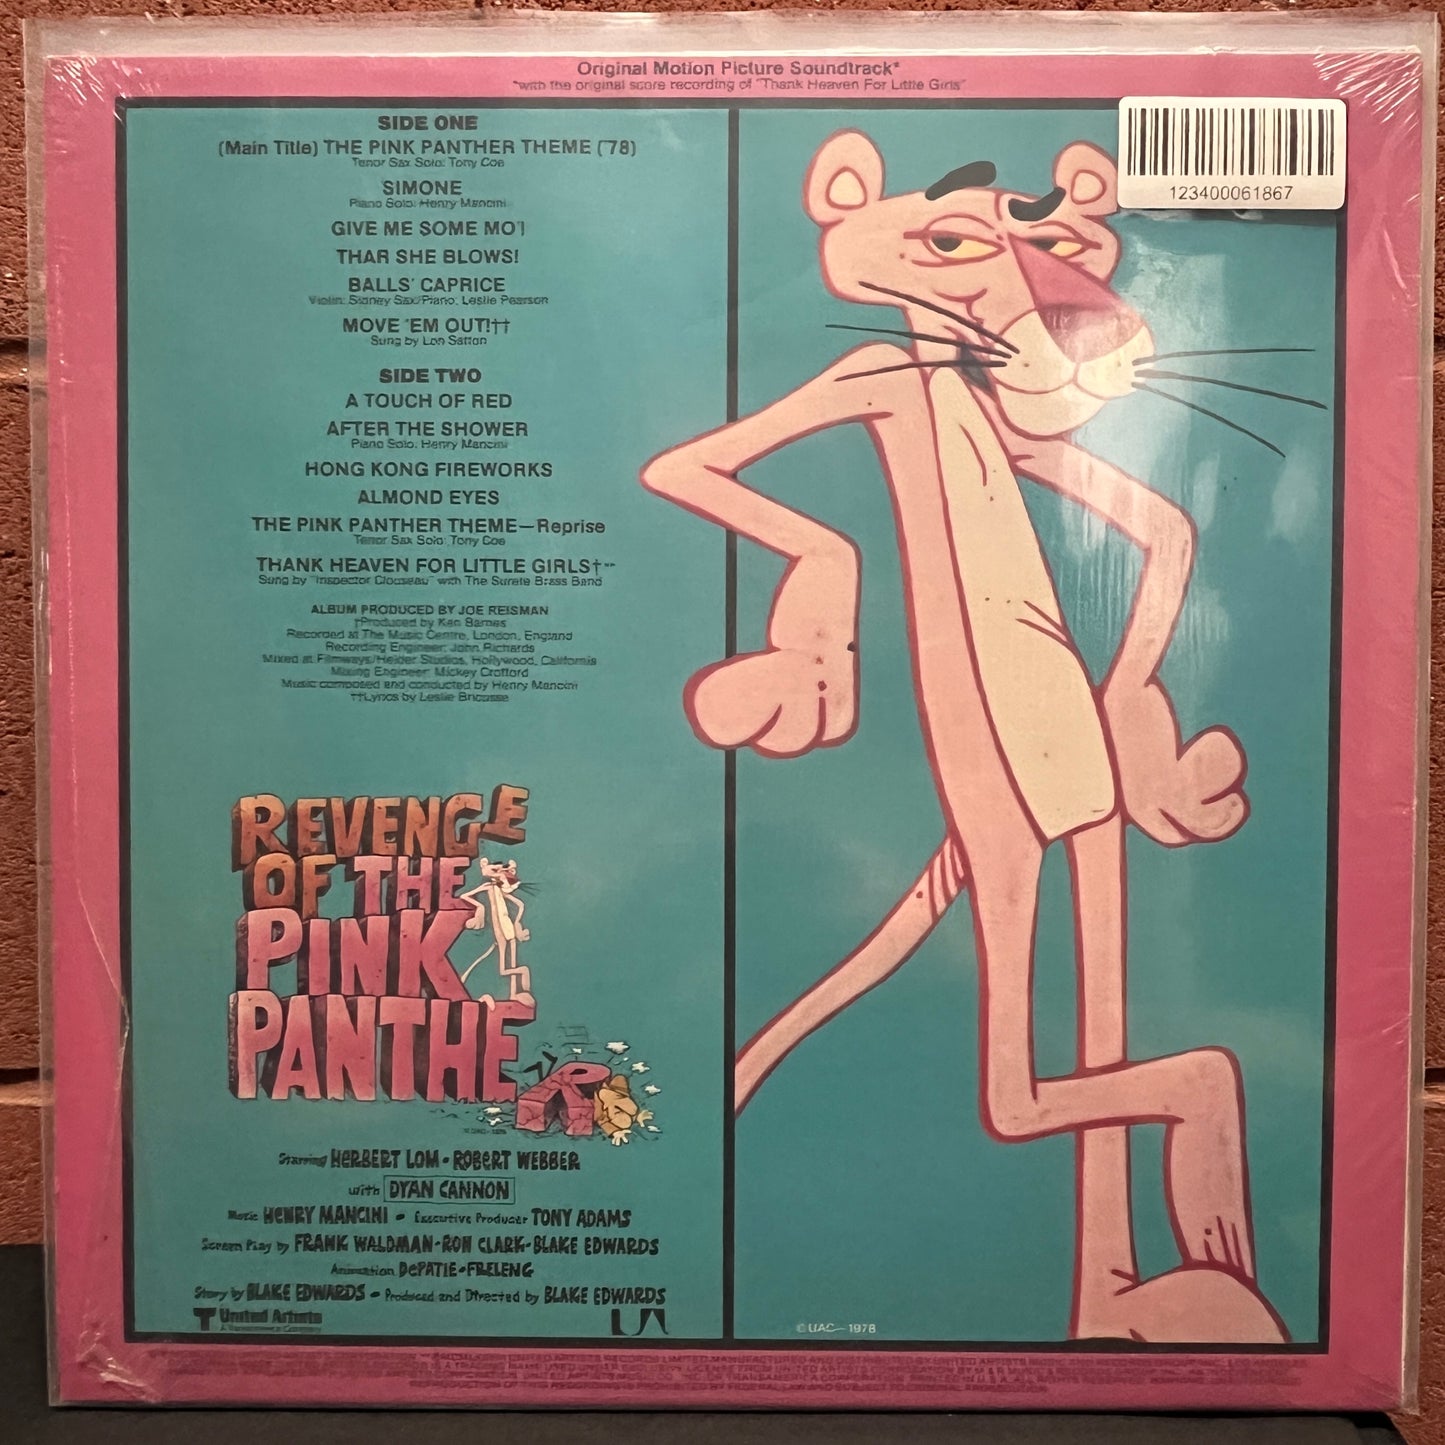 Original Motion Picture Soundtrack*
*with the original score recording of "Thank Heaven For Little Girls"
123400061867
SIDE ONE
(Main Title) THE PINK PANTHER THEME ('78)
Tenor Sax Solo: Tony Coe
SIMONE
Piano Solo: Henry Mancini
GIVE ME SOME MO'!
THAR SHE BLOWS!
BALLS' CAPRICE
Violin: Sidney Sax/Piano: Leslie Pearson
MOVE 'EM OUT!††
Sung by Lon Satton
SIDE TWO
A TOUCH OF RED
AFTER THE SHOWER
Piano Solo: Henry Mancini
HONG KONG FIREWORKS
ALMOND EYES
THE PINK PANTHER THEME—Reprise
Tenor Sax Solo: Tony Coe
THANK HEAVEN FOR LITTLE GIRLS†**
Sung by "Inspector Clouseau" with The Surete Brass Band
ALBUM PRODUCED BY JOE REISMAN
†Produced by Ken Barnes
Recorded at The Music Centre, London, England
Recording Engineer: John Richards
Mixed at Filmways/Heider Studios, Hollywood, California
Mixing Engineer: Mickey Crofford
Music composed and conducted by Henry Mancini
††Lyrics by Leslie Bricusse
REVENGE
OF THE
PINK
PANTHER
Starring HERBERT LOM • ROBERT WEBBER
with DYAN CANNON
Music HENRY MANCINI • Executive Producer TONY ADAMS
Screen Play by FRANK WALDMAN • RON CLARK • BLAKE EDWARDS
Animation DePATIE • FRELENG
Story by BLAKE EDWARDS • Produced and Directed by BLAKE EDWARDS
T United Artists
A Transamerica Company
UA
© UAC—1978